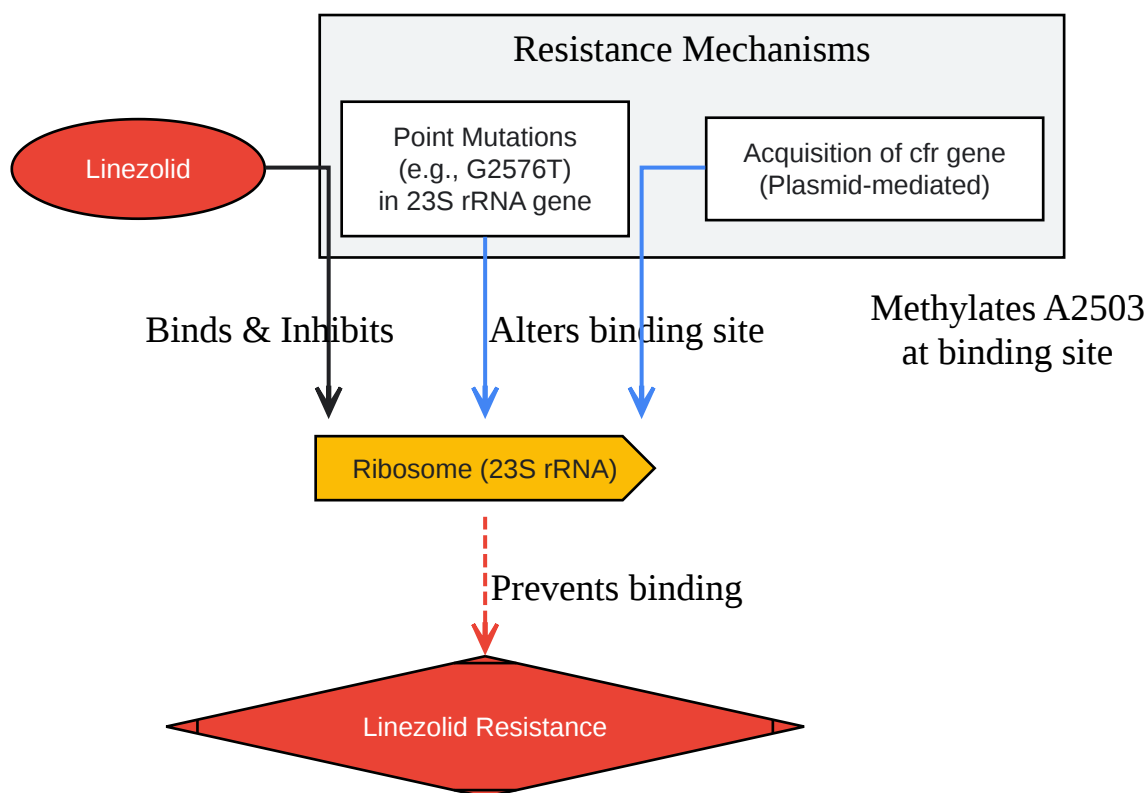 Resistance Mechanisms
Linezolid
Point Mutations
(e.g., G2576T)
in 23S rRNA gene
Acquisition of cfr gene
(Plasmid-mediated)
Binds & Inhibits
Alters binding site
Methylates A2503
at binding site
Ribosome (23S rRNA)
Prevents binding
Linezolid Resistance